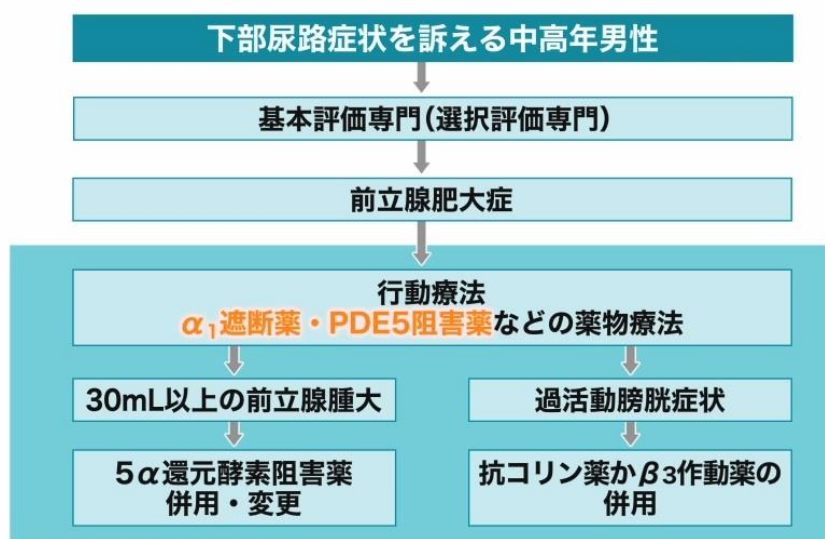 下部尿路症状を訴える中高年男性
基本評価専門(選択評価専門)
前立腺肥大症
行動療法
α₁遮断薬・PDE5阻害薬などの薬物療法
30mL以上の前立腺腫大
過活動膀胱症状
5α還元酵素阻害薬
併用・変更
抗コリン薬かβ3作動薬の
併用